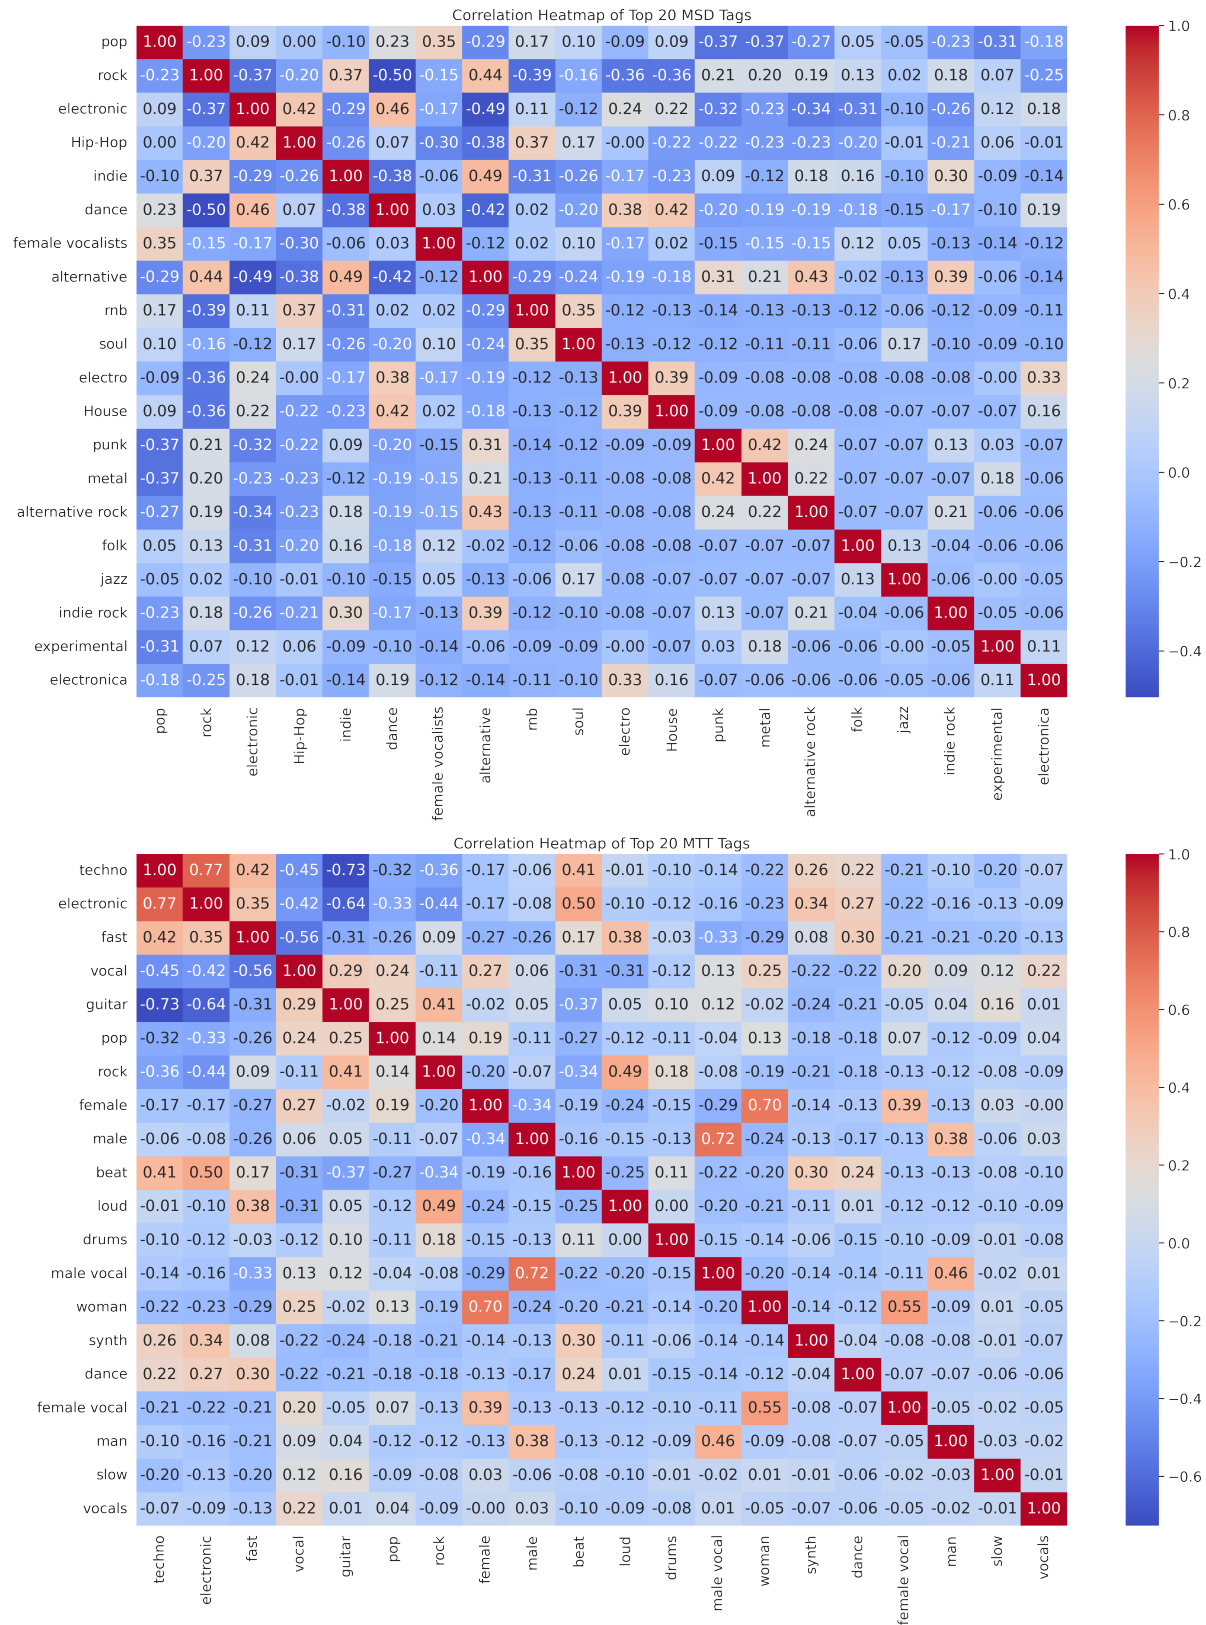 Correlation Heatmap of Top 20 MSD Tags
pop 1.00 -0.23 0.09 0.00 -0.10 0.23 0.35 -0.29 0.17 0.10 -0.09 0.09 -0.37 -0.37 -0.27 0.05 -0.05 -0.23 -0.31 -0.18
rock -0.23 1.00 -0.37 -0.20 0.37 -0.50 -0.15 0.44 -0.39 -0.16 -0.36 -0.36 0.21 0.20 0.19 0.13 0.02 0.18 0.07 -0.25
electronic 0.09 -0.37 1.00 0.42 -0.29 0.46 -0.17 -0.49 0.11 -0.12 0.24 0.22 -0.32 -0.23 -0.34 -0.31 -0.10 -0.26 0.12 0.18
Hip-Hop 0.00 -0.20 0.42 1.00 -0.26 0.07 -0.30 -0.38 0.37 0.17 -0.00 -0.22 -0.22 -0.23 -0.23 -0.20 -0.01 -0.21 0.06 -0.01
indie -0.10 0.37 -0.29 -0.26 1.00 -0.38 -0.06 0.49 -0.31 -0.26 -0.17 -0.23 0.09 -0.12 0.18 0.16 -0.10 0.30 -0.09 -0.14
dance 0.23 -0.50 0.46 0.07 -0.38 1.00 0.03 -0.42 0.02 -0.20 0.38 0.42 -0.20 -0.19 -0.19 -0.18 -0.15 -0.17 -0.10 0.19
female vocalists 0.35 -0.15 -0.17 -0.30 -0.06 0.03 1.00 -0.12 0.02 0.10 -0.17 0.02 -0.15 -0.15 -0.15 0.12 0.05 -0.13 -0.14 -0.12
alternative -0.29 0.44 -0.49 -0.38 0.49 -0.42 -0.12 1.00 -0.29 -0.24 -0.19 -0.18 0.31 0.21 0.43 -0.02 -0.13 0.39 -0.06 -0.14
rnb 0.17 -0.39 0.11 0.37 -0.31 0.02 0.02 -0.29 1.00 0.35 -0.12 -0.13 -0.14 -0.13 -0.13 -0.12 -0.06 -0.12 -0.09 -0.11
soul 0.10 -0.16 -0.12 0.17 -0.26 -0.20 0.10 -0.24 0.35 1.00 -0.13 -0.12 -0.12 -0.11 -0.11 -0.06 0.17 -0.10 -0.09 -0.10
electro -0.09 -0.36 0.24 -0.00 -0.17 0.38 -0.17 -0.19 -0.12 -0.13 1.00 0.39 -0.09 -0.08 -0.08 -0.08 -0.08 -0.08 -0.00 0.33
House 0.09 -0.36 0.22 -0.22 -0.23 0.42 0.02 -0.18 -0.13 -0.12 0.39 1.00 -0.09 -0.08 -0.08 -0.08 -0.07 -0.07 -0.07 0.16
punk -0.37 0.21 -0.32 -0.22 0.09 -0.20 -0.15 0.31 -0.14 -0.12 -0.09 -0.09 1.00 0.42 0.24 -0.07 -0.07 0.13 0.03 -0.07
metal -0.37 0.20 -0.23 -0.23 -0.12 -0.19 -0.15 0.21 -0.13 -0.11 -0.08 -0.08 0.42 1.00 0.22 -0.07 -0.07 -0.07 0.18 -0.06
alternative rock -0.27 0.19 -0.34 -0.23 0.18 -0.19 -0.15 0.43 -0.13 -0.11 -0.08 -0.08 0.24 0.22 1.00 -0.07 -0.07 0.21 -0.06 -0.06
folk 0.05 0.13 -0.31 -0.20 0.16 -0.18 0.12 -0.02 -0.12 -0.06 -0.08 -0.08 -0.07 -0.07 -0.07 1.00 0.13 -0.04 -0.06 -0.06
jazz -0.05 0.02 -0.10 -0.01 -0.10 -0.15 0.05 -0.13 -0.06 0.17 -0.08 -0.07 -0.07 -0.07 -0.07 0.13 1.00 -0.06 -0.00 -0.05
indie rock -0.23 0.18 -0.26 -0.21 0.30 -0.17 -0.13 0.39 -0.12 -0.10 -0.08 -0.07 0.13 -0.07 0.21 -0.04 -0.06 1.00 -0.05 -0.06
experimental -0.31 0.07 0.12 0.06 -0.09 -0.10 -0.14 -0.06 -0.09 -0.09 -0.00 -0.07 0.03 0.18 -0.06 -0.06 -0.00 -0.05 1.00 0.11
electronica -0.18 -0.25 0.18 -0.01 -0.14 0.19 -0.12 -0.14 -0.11 -0.10 0.33 0.16 -0.07 -0.06 -0.06 -0.06 -0.05 -0.06 0.11 1.00
pop rock electronic Hip-Hop indie dance female vocalists alternative rnb soul electro House punk metal alternative rock folk jazz indie rock experimental electronica
1.0
0.8
0.6
0.4
0.2
0.0
−0.2
−0.4
Correlation Heatmap of Top 20 MTT Tags
techno 1.00 0.77 0.42 -0.45 -0.73 -0.32 -0.36 -0.17 -0.06 0.41 -0.01 -0.10 -0.14 -0.22 0.26 0.22 -0.21 -0.10 -0.20 -0.07
electronic 0.77 1.00 0.35 -0.42 -0.64 -0.33 -0.44 -0.17 -0.08 0.50 -0.10 -0.12 -0.16 -0.23 0.34 0.27 -0.22 -0.16 -0.13 -0.09
fast 0.42 0.35 1.00 -0.56 -0.31 -0.26 0.09 -0.27 -0.26 0.17 0.38 -0.03 -0.33 -0.29 0.08 0.30 -0.21 -0.21 -0.20 -0.13
vocal -0.45 -0.42 -0.56 1.00 0.29 0.24 -0.11 0.27 0.06 -0.31 -0.31 -0.12 0.13 0.25 -0.22 -0.22 0.20 0.09 0.12 0.22
guitar -0.73 -0.64 -0.31 0.29 1.00 0.25 0.41 -0.02 0.05 -0.37 0.05 0.10 0.12 -0.02 -0.24 -0.21 -0.05 0.04 0.16 0.01
pop -0.32 -0.33 -0.26 0.24 0.25 1.00 0.14 0.19 -0.11 -0.27 -0.12 -0.11 -0.04 0.13 -0.18 -0.18 0.07 -0.12 -0.09 0.04
rock -0.36 -0.44 0.09 -0.11 0.41 0.14 1.00 -0.20 -0.07 -0.34 0.49 0.18 -0.08 -0.19 -0.21 -0.18 -0.13 -0.12 -0.08 -0.09
female -0.17 -0.17 -0.27 0.27 -0.02 0.19 -0.20 1.00 -0.34 -0.19 -0.24 -0.15 -0.29 0.70 -0.14 -0.13 0.39 -0.13 0.03 -0.00
male -0.06 -0.08 -0.26 0.06 0.05 -0.11 -0.07 -0.34 1.00 -0.16 -0.15 -0.13 0.72 -0.24 -0.13 -0.17 -0.13 0.38 -0.06 0.03
beat 0.41 0.50 0.17 -0.31 -0.37 -0.27 -0.34 -0.19 -0.16 1.00 -0.25 0.11 -0.22 -0.20 0.30 0.24 -0.13 -0.13 -0.08 -0.10
loud -0.01 -0.10 0.38 -0.31 0.05 -0.12 0.49 -0.24 -0.15 -0.25 1.00 0.00 -0.20 -0.21 -0.11 0.01 -0.12 -0.12 -0.10 -0.09
drums -0.10 -0.12 -0.03 -0.12 0.10 -0.11 0.18 -0.15 -0.13 0.11 0.00 1.00 -0.15 -0.14 -0.06 -0.15 -0.10 -0.09 -0.01 -0.08
male vocal -0.14 -0.16 -0.33 0.13 0.12 -0.04 -0.08 -0.29 0.72 -0.22 -0.20 -0.15 1.00 -0.20 -0.14 -0.14 -0.11 0.46 -0.02 0.01
woman -0.22 -0.23 -0.29 0.25 -0.02 0.13 -0.19 0.70 -0.24 -0.20 -0.21 -0.14 -0.20 1.00 -0.14 -0.12 0.55 -0.09 0.01 -0.05
synth 0.26 0.34 0.08 -0.22 -0.24 -0.18 -0.21 -0.14 -0.13 0.30 -0.11 -0.06 -0.14 -0.14 1.00 -0.04 -0.08 -0.08 -0.01 -0.07
dance 0.22 0.27 0.30 -0.22 -0.21 -0.18 -0.18 -0.13 -0.17 0.24 0.01 -0.15 -0.14 -0.12 -0.04 1.00 -0.07 -0.07 -0.06 -0.06
female vocal -0.21 -0.22 -0.21 0.20 -0.05 0.07 -0.13 0.39 -0.13 -0.13 -0.12 -0.10 -0.11 0.55 -0.08 -0.07 1.00 -0.05 -0.02 -0.05
man -0.10 -0.16 -0.21 0.09 0.04 -0.12 -0.12 -0.13 0.38 -0.13 -0.12 -0.09 0.46 -0.09 -0.08 -0.07 -0.05 1.00 -0.03 -0.02
slow -0.20 -0.13 -0.20 0.12 0.16 -0.09 -0.08 0.03 -0.06 -0.08 -0.10 -0.01 -0.02 0.01 -0.01 -0.06 -0.02 -0.03 1.00 -0.01
vocals -0.07 -0.09 -0.13 0.22 0.01 0.04 -0.09 -0.00 0.03 -0.10 -0.09 -0.08 0.01 -0.05 -0.07 -0.06 -0.05 -0.02 -0.01 1.00
techno electronic fast vocal guitar pop rock female male beat loud drums male vocal woman synth dance female vocal man slow vocals
1.0
0.8
0.6
0.4
0.2
0.0
−0.2
−0.4
−0.6